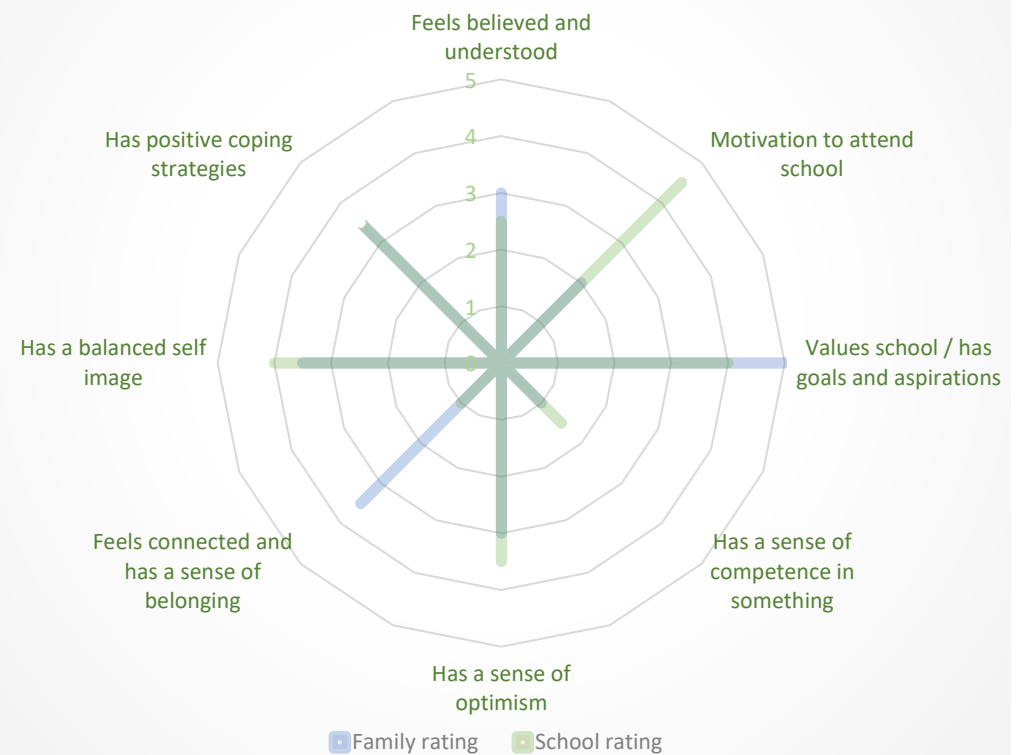 Feels believed and
understood
5
Has positive coping
strategies
4
Motivation to attend
school
3
2
1
Has a balanced self
image
0
Values school / has
goals and aspirations
Feels connected and
has a sense of
belonging
Has a sense of
competence in
something
Has a sense of
optimism
Family rating
School rating